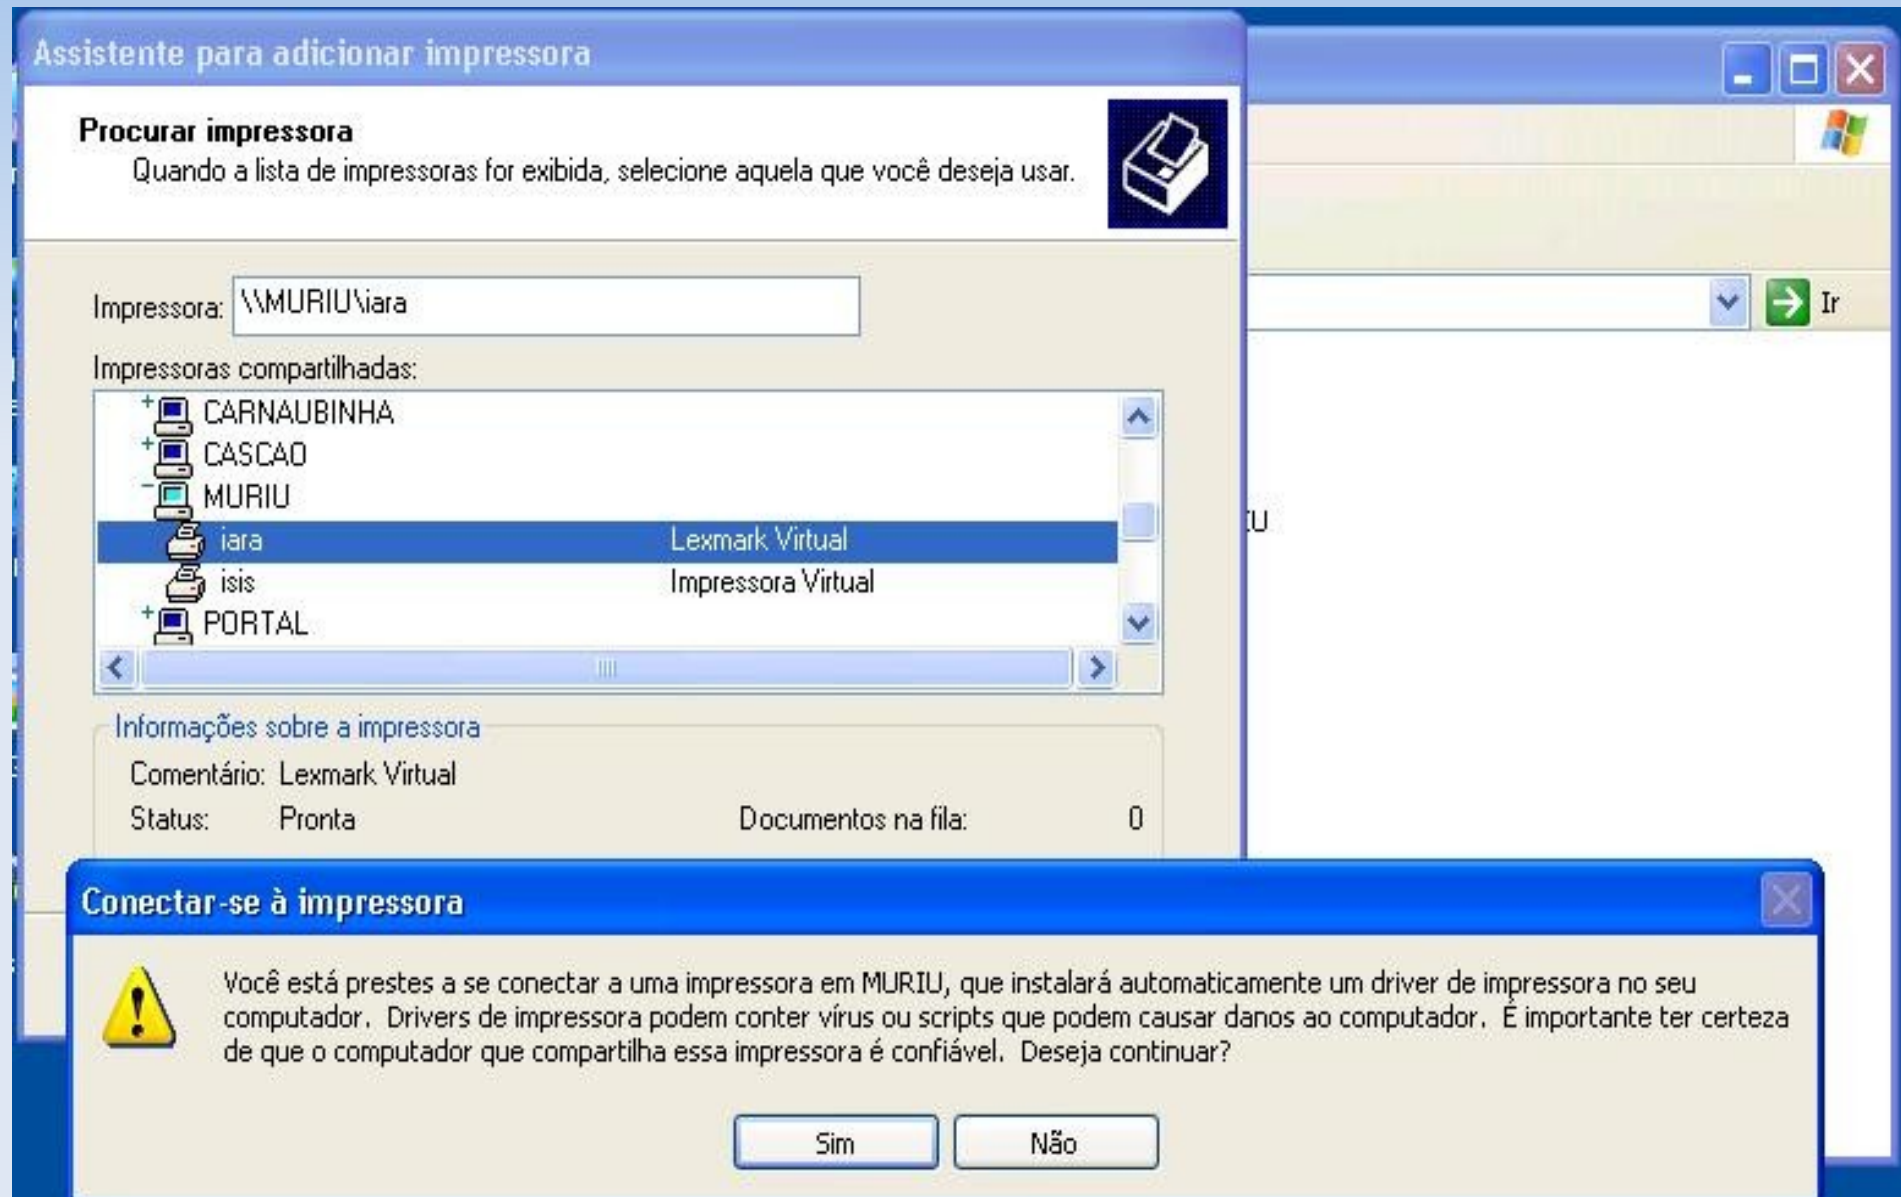 Assistente para adicionar impressora
Procurar impressora
Quando a lista de impressoras for exibida, selecione aquela que você deseja usar.
Impressora: \\MURIU\iara
Ir
Impressoras compartilhadas:
CARNAUBINHA
CASCAO
MURIU
iara Lexmark Virtual
isis Impressora Virtual
PORTAL
Informações sobre a impressora
Comentário: Lexmark Virtual
Status: Pronta Documentos na fila: 0
Conectar-se à impressora
Você está prestes a se conectar a uma impressora em MURIU, que instalará automaticamente um driver de impressora no seu
computador. Drivers de impressora podem conter vírus ou scripts que podem causar danos ao computador. É importante ter certeza
de que o computador que compartilha essa impressora é confiável. Deseja continuar?
Sim Não